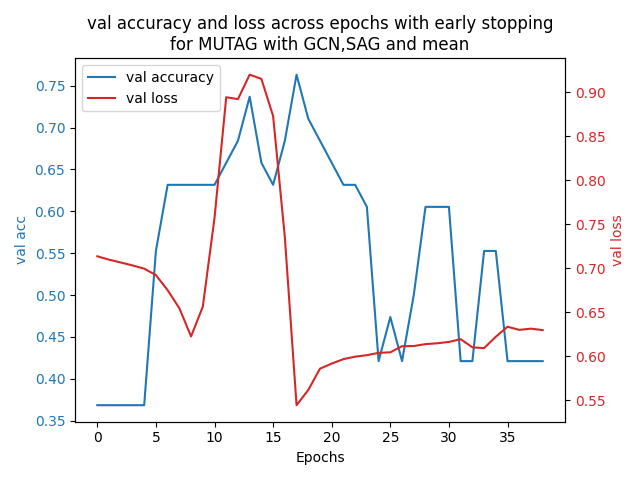 val accuracy and loss across epochs with early stopping
for MUTAG with GCN,SAG and mean
val accuracy
val loss
0.75
0.70
0.65
0.60
0.55
0.50
0.45
0.40
0.35
val acc
0.90
0.85
0.80
0.75
0.70
0.65
0.60
0.55
val loss
0 5 10 15 20 25 30 35
Epochs